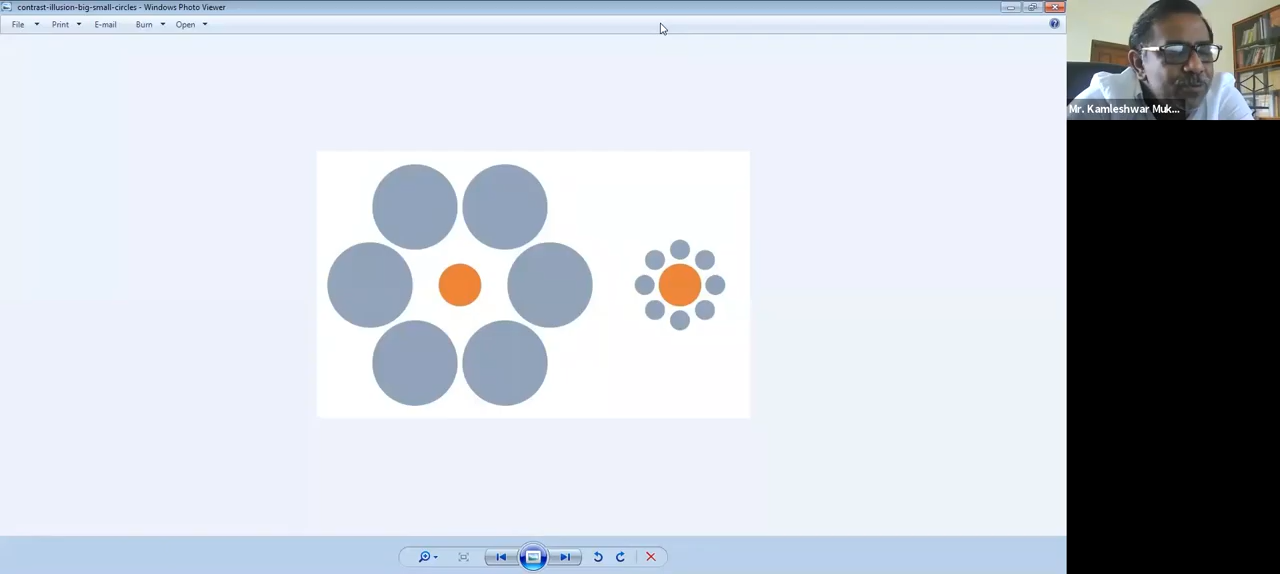 contrast-illusion-big-small-circles - Windows Photo Viewer
File Print E-mail Burn Open
Mr. Kamleshwar Muk...